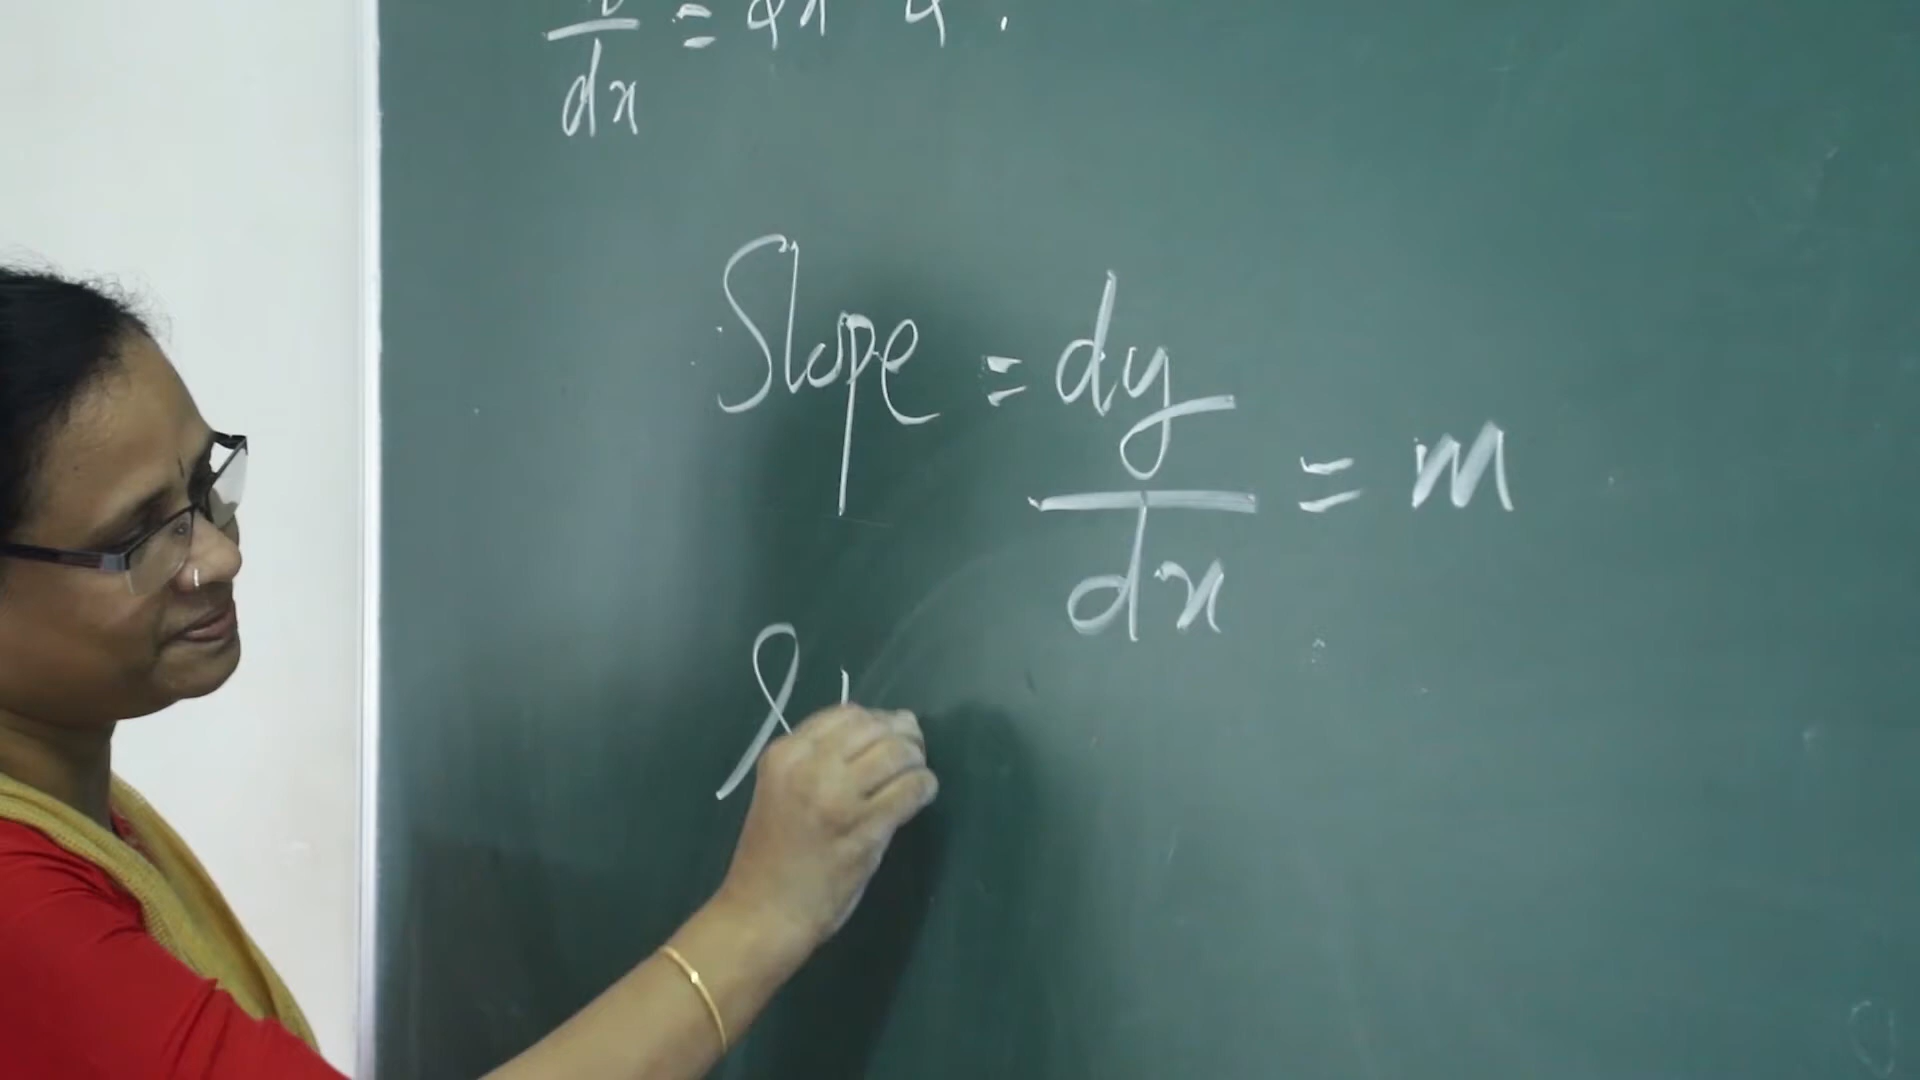 dx
Slope = dy/dx = m